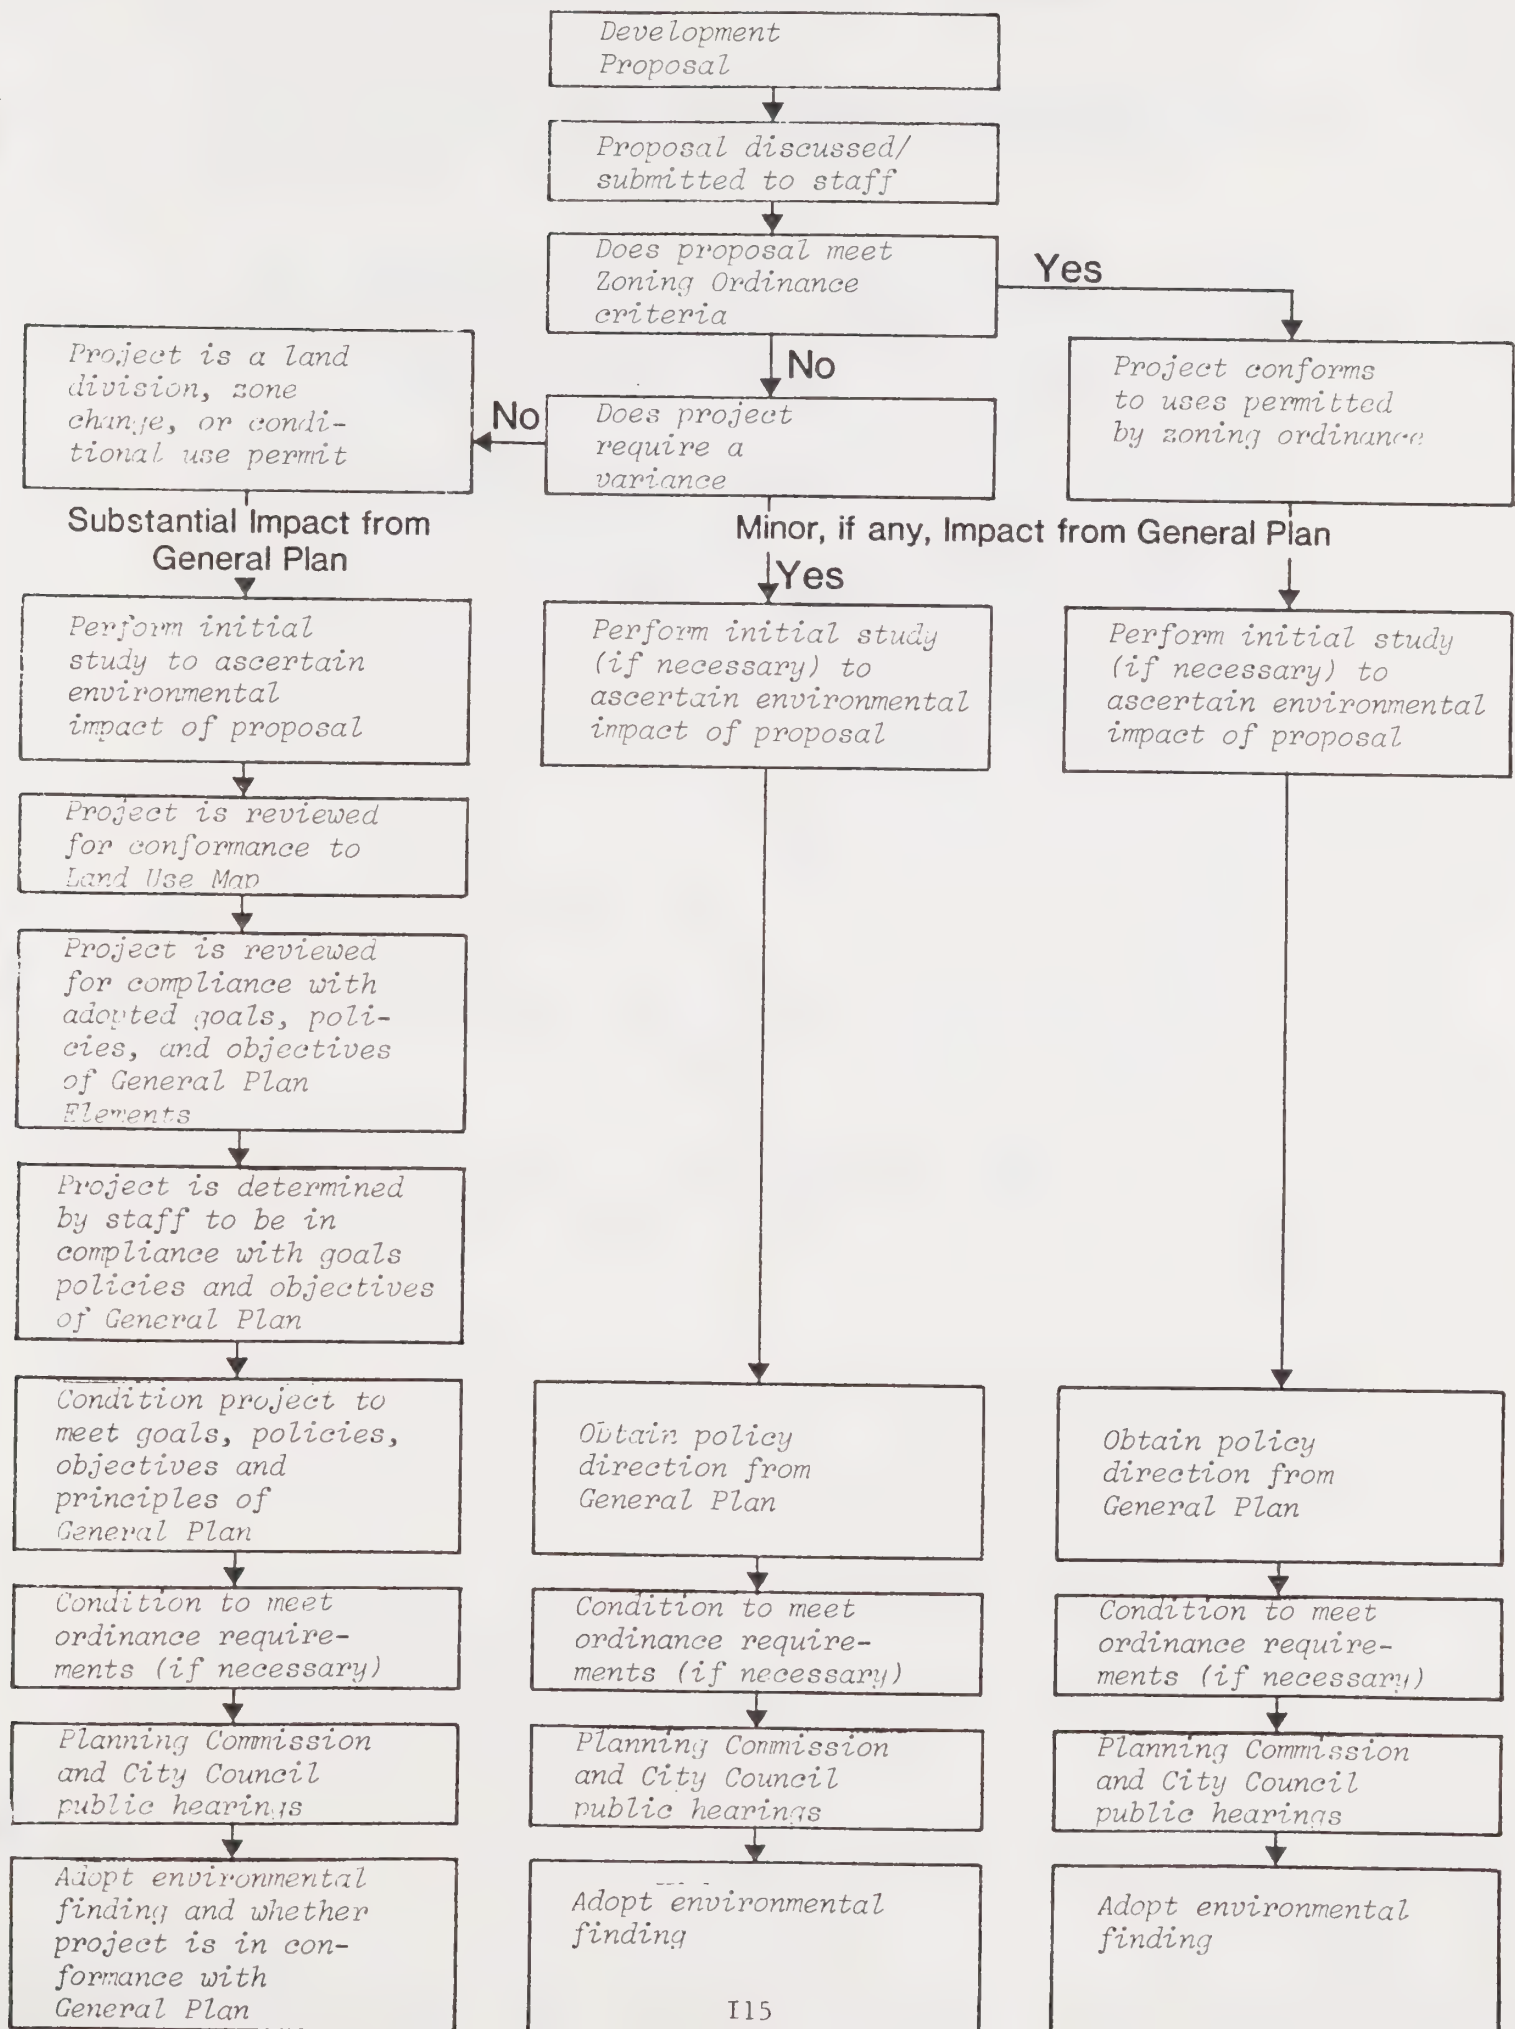 Development
Proposal
Proposal discussed/
submitted to staff
Does proposal meet
Zoning Ordinance
criteria
Yes
No
Project conforms
to uses permitted
by zoning ordinance
Does project
require a
variance
No
Project is a land
division, zone
change, or condi-
tional use permit
Substantial Impact from
General Plan
Minor, if any, Impact from General Plan
Yes
Perform initial
study to ascertain
environmental
impact of proposal
Project is reviewed
for conformance to
Land Use Map
Project is reviewed
for compliance with
adopted goals, poli-
cies, and objectives
of General Plan
Elements
Project is determined
by staff to be in
compliance with goals
policies and objectives
of General Plan
Condition project to
meet goals, policies,
objectives and
principles of
General Plan
Condition to meet
ordinance require-
ments (if necessary)
Planning Commission
and City Council
public hearings
Adopt environmental
finding and whether
project is in con-
formance with
General Plan
Perform initial study
(if necessary) to
ascertain environmental
impact of proposal
Obtain policy
direction from
General Plan
Condition to meet
ordinance require-
ments (if necessary)
Planning Commission
and City Council
public hearings
Adopt environmental
finding
Perform initial study
(if necessary) to
ascertain environmental
impact of proposal
Obtain policy
direction from
General Plan
Condition to meet
ordinance require-
ments (if necessary)
Planning Commission
and City Council
public hearings
Adopt environmental
finding
I15